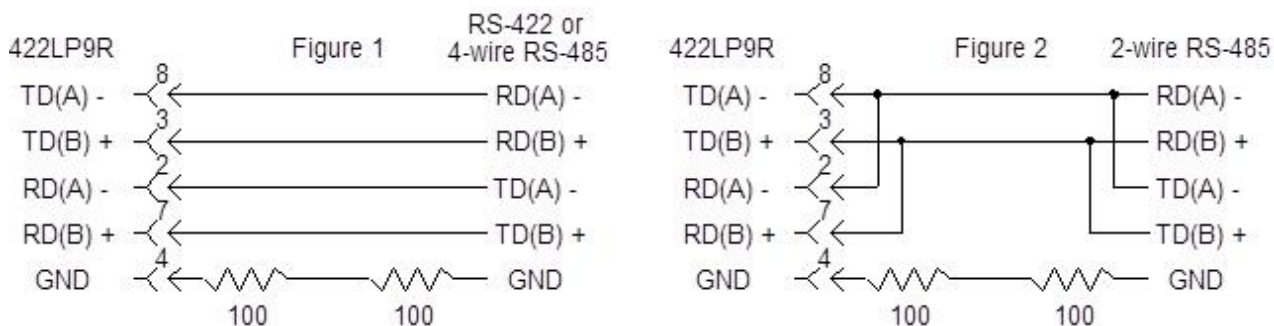 422LP9R Figure 1 RS-422 or 4-wire RS-485
TD(A) - 8 RD(A) -
TD(B) + 3 RD(B) +
RD(A) - 2 TD(A) -
RD(B) + 7 TD(B) +
GND 4 GND
100 100
422LP9R Figure 2 2-wire RS-485
TD(A) - 8 RD(A) -
TD(B) + 3 RD(B) +
RD(A) - 2 TD(A) -
RD(B) + 7 TD(B) +
GND 4 GND
100 100